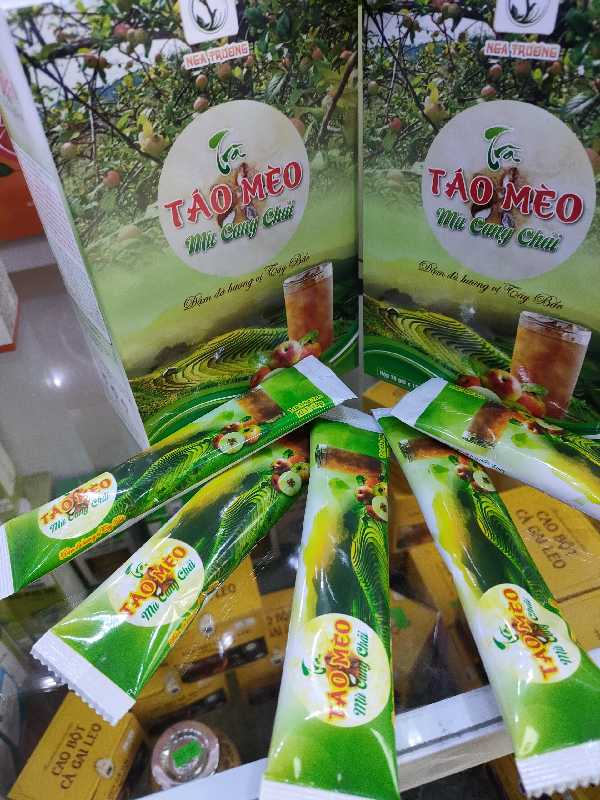 NGA TRƯỜNG
Trà
TÁO MÈO
Mù Cang Chải
Đậm đà hương vị Tây Bắc
NGA TRƯỜNG
Trà
TÁO MÈO
Mù Cang Chải
Đậm đà hương vị Tây Bắc
TÁO MÈO
Mù Cang Chải
Trà
TÁO MÈO
Mù Cang Chải
Trà
TÁO MÈO
Mù Cang Chải
Trà
TÁO MÈO
Mù Cang Chải
CAO BỘT
CÀ GAI LEO
CAO BỘT
CÀ GAI LEO